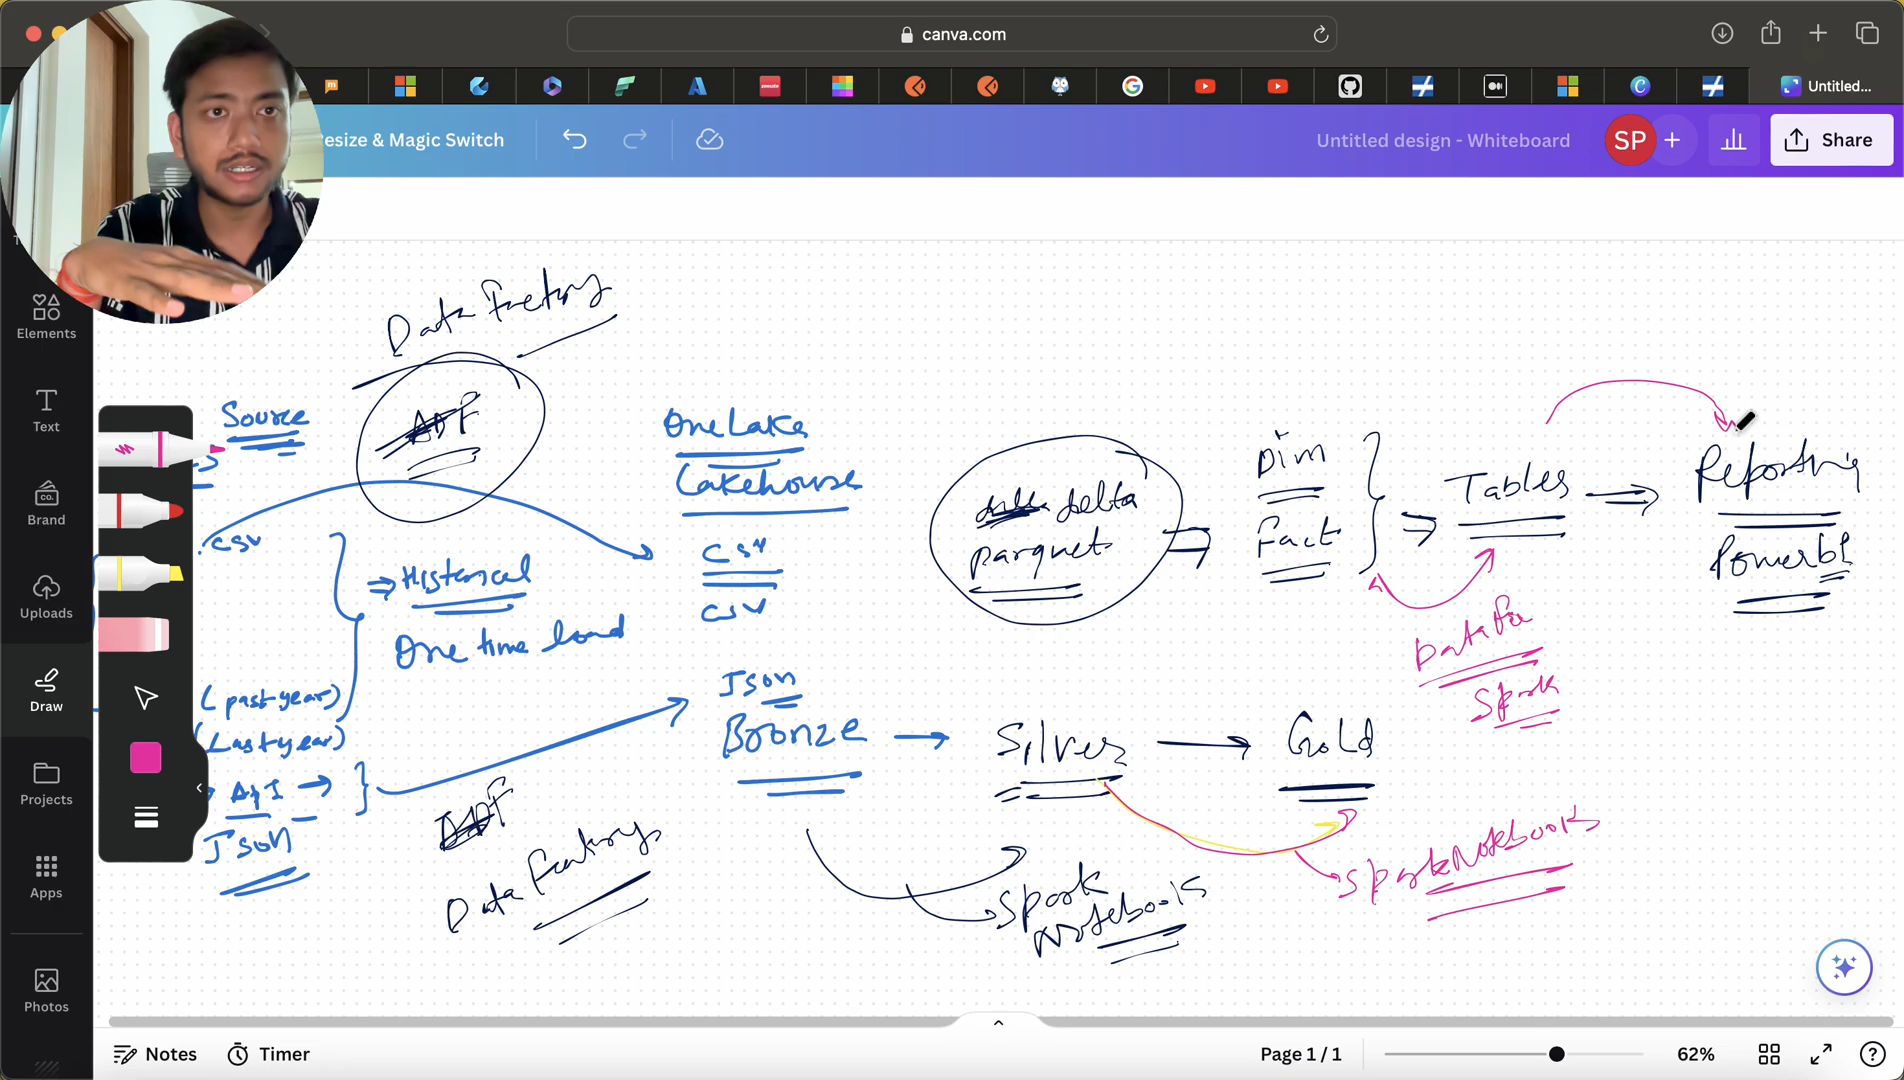 canva.com
Untitled...
esize & Magic Switch
Untitled design - Whiteboard
SP
Share
Elements
Text
Brand
Uploads
Draw
Projects
Apps
Photos
Data Factory
ADF
Source
CSV
Historical
One time load
(past year)
(Last year)
API
Json
ADF
Data Factory
OneLake
Lakehouse
CSV
CSV
Json
Bronze
delta
parquet
Silver
Spark
Notebooks
Dim
Fact
Gold
Spark Notebooks
Tables
Spark
Reporting
PowerBI
Notes
Timer
Page 1 / 1
62%